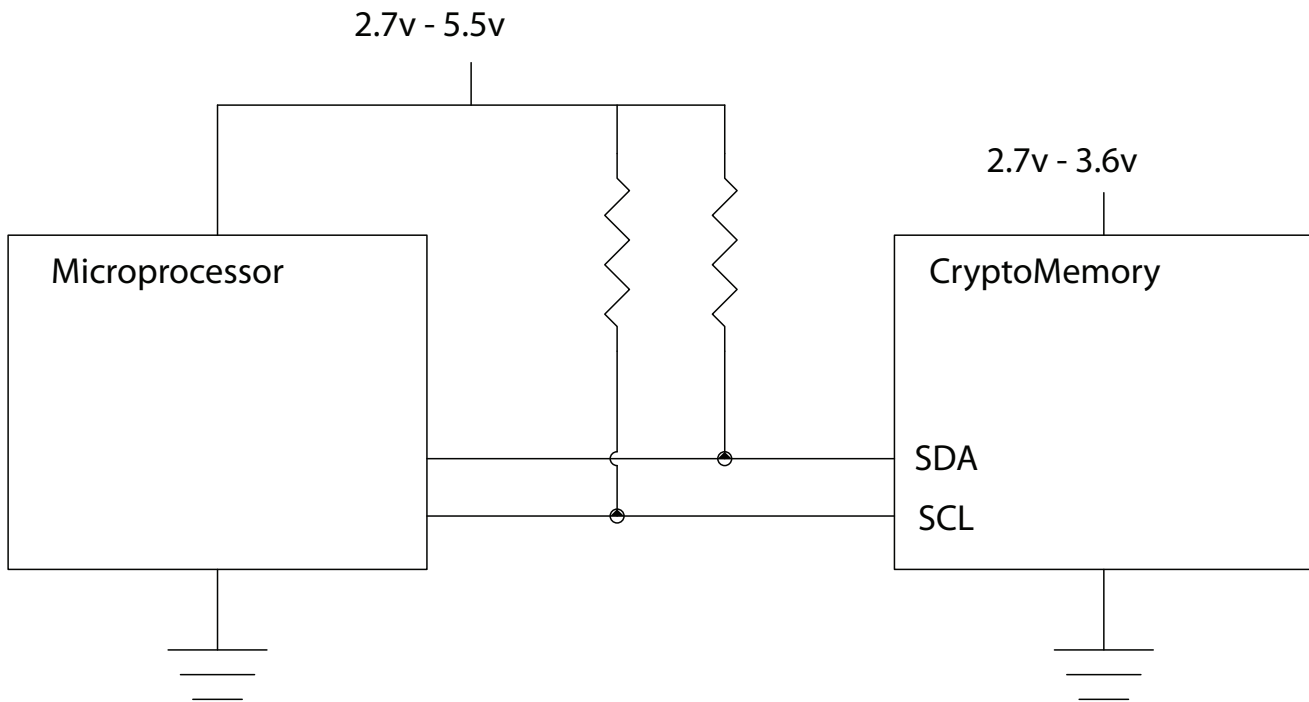 2.7v - 5.5v
2.7v - 3.6v
Microprocessor
CryptoMemory
SDA
SCL